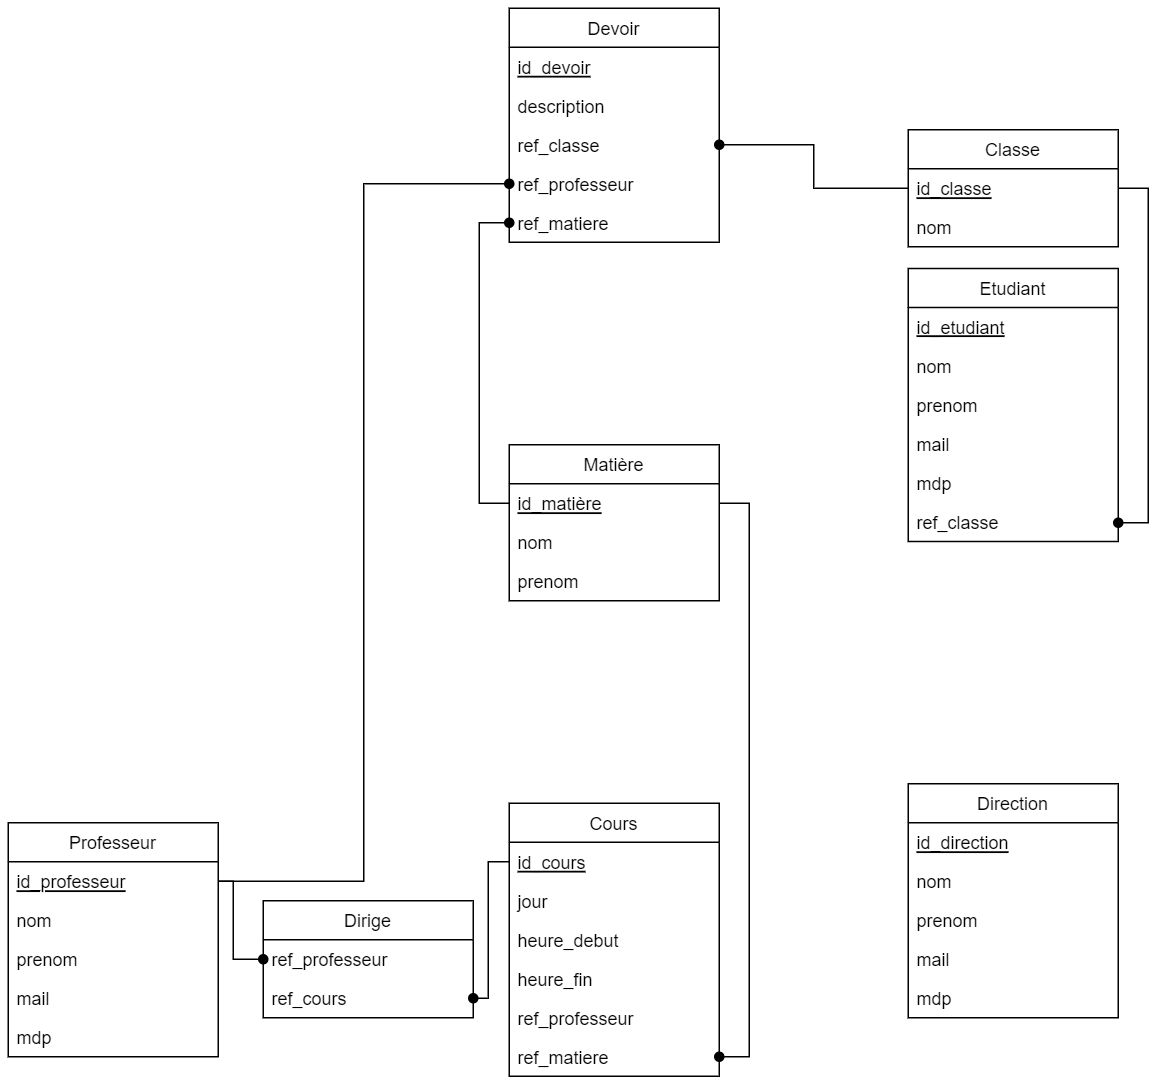 Devoir
id_devoir
description
ref_classe
ref_professeur
ref_matiere
Classe
id_classe
nom
Etudiant
id_etudiant
nom
prenom
mail
mdp
ref_classe
Matière
id_matière
nom
prenom
Professeur
id_professeur
nom
prenom
mail
mdp
Dirige
ref_professeur
ref_cours
Cours
id_cours
jour
heure_debut
heure_fin
ref_professeur
ref_matiere
Direction
id_direction
nom
prenom
mail
mdp